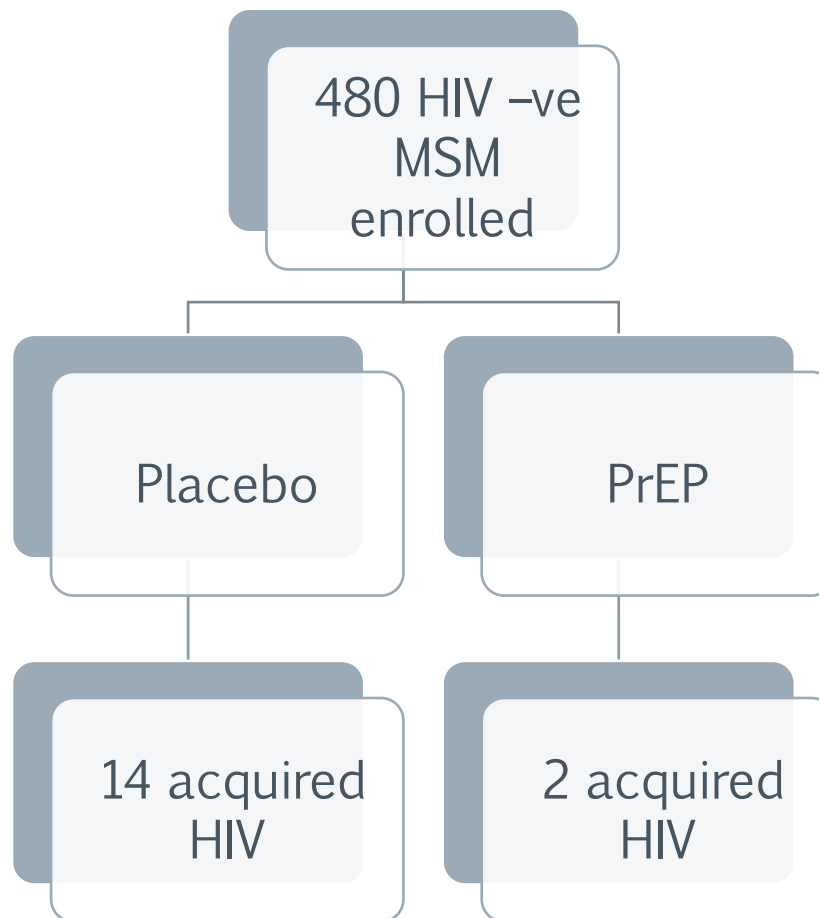 480 HIV –ve
MSM
enrolled
Placebo
PrEP
14 acquired
HIV
2 acquired
HIV